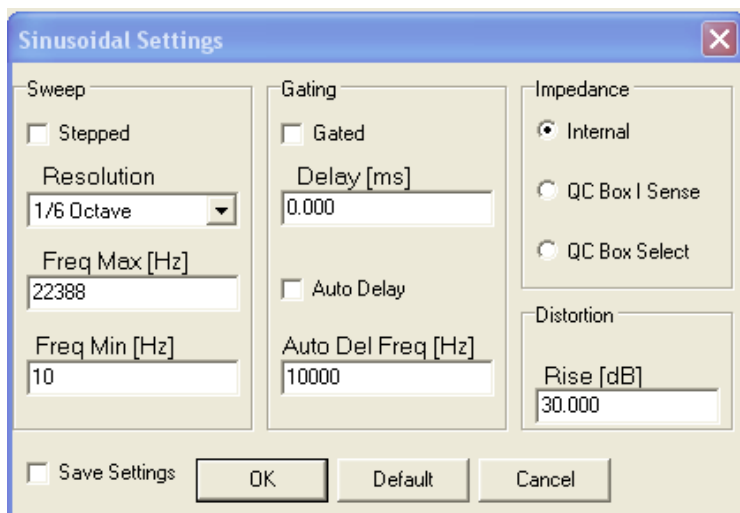 Sinusoidal Settings
Sweep
Stepped
Resolution
1/6 Octave
Freq Max [Hz]
22388
Freq Min [Hz]
10
Gating
Gated
Delay [ms]
0.000
Auto Delay
Auto Del Freq [Hz]
10000
Impedance
Internal
QC Box I Sense
QC Box Select
Distortion
Rise [dB]
30.000
Save Settings
OK
Default
Cancel